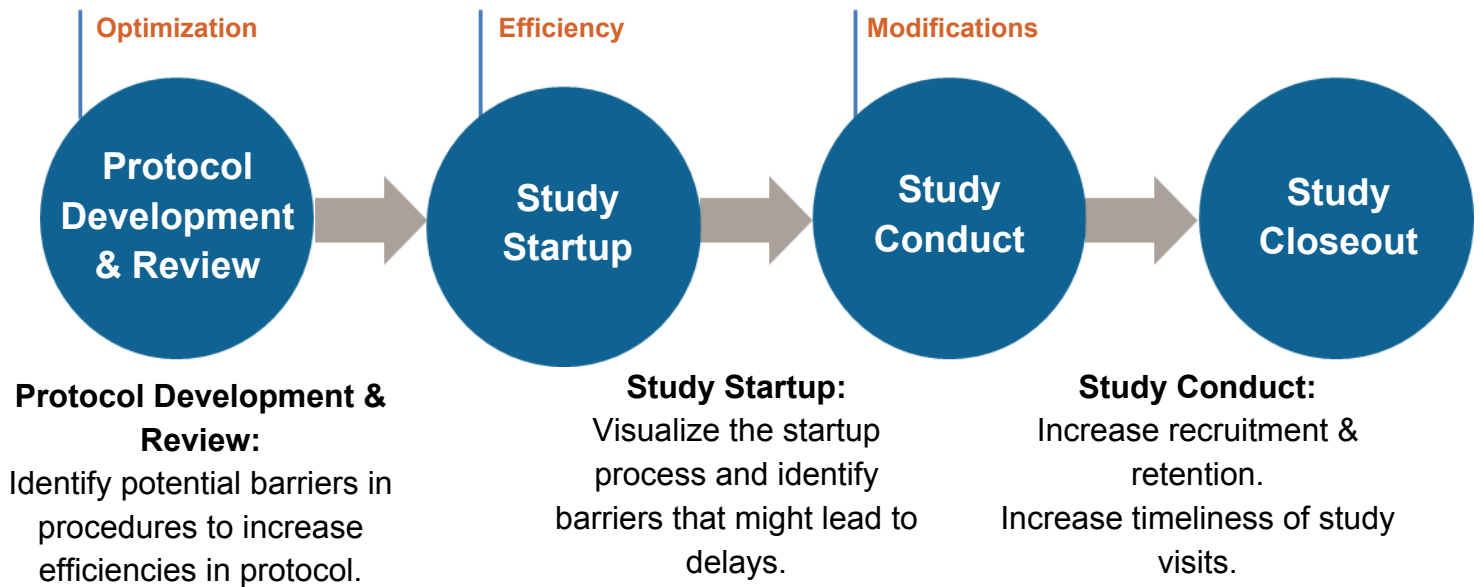 Optimization
Efficiency
Modifications
Protocol
Development
& Review
Study
Startup
Study
Conduct
Study
Closeout
Protocol Development &
Review:
Identify potential barriers in
procedures to increase
efficiencies in protocol.
Study Startup:
Visualize the startup
process and identify
barriers that might lead to
delays.
Study Conduct:
Increase recruitment &
retention.
Increase timeliness of study
visits.